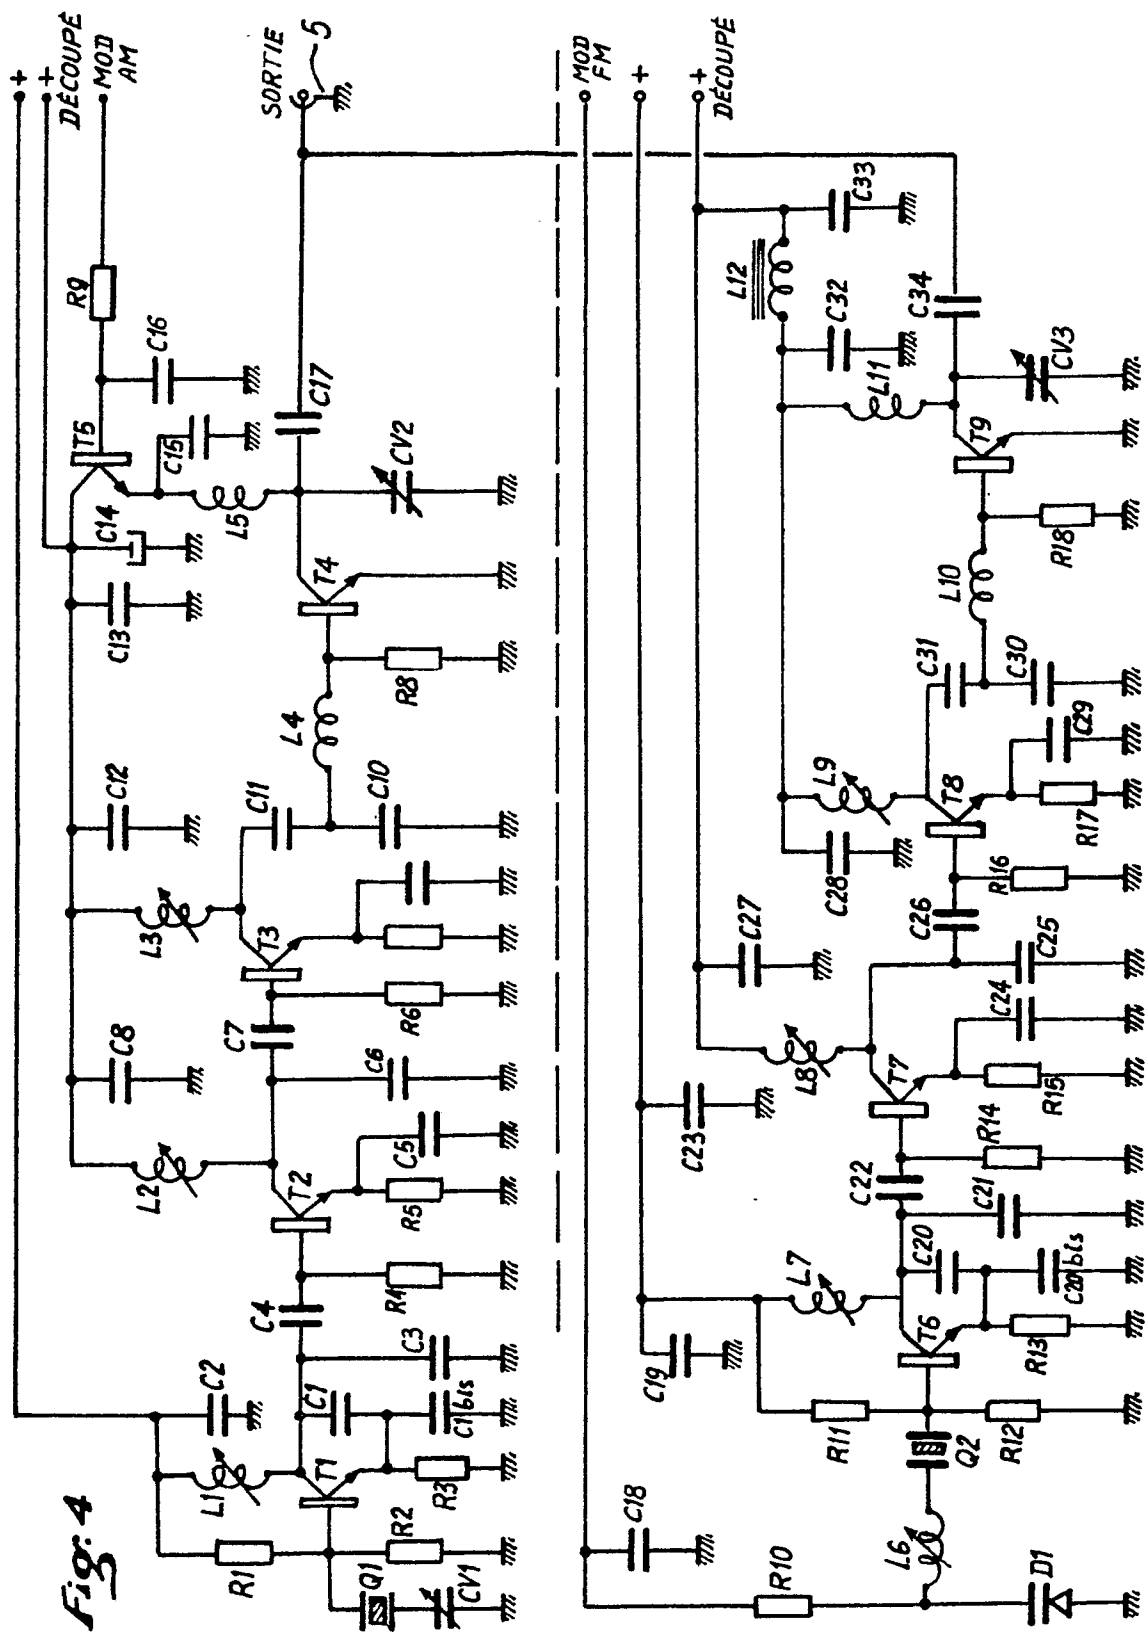 Fig. 4
+
+
DÉCOUPÉ
MOD
AM
R9
T5
C16
C15
C14
C13
L5
C12
C8
L3
L2
C2
L1
R1
SORTIE
5
C17
CV2
T4
R8
L4
C11
C10
T3
R6
C7
C6
C5
T2
R5
R4
C4
C3
C1
C1 bis
T1
R3
R2
Q1
CV1
MOD
FM
+
+
DÉCOUPÉ
C33
L12
C32
L11
C34
CV3
T9
R18
L10
C31
C30
C29
L9
T8
R17
C28
R16
C26
C27
C25
C24
L8
T7
R15
C23
R14
C22
C21
L7
C20
C20 bis
T6
R13
C19
R11
R12
Q2
C18
L6
R10
D1